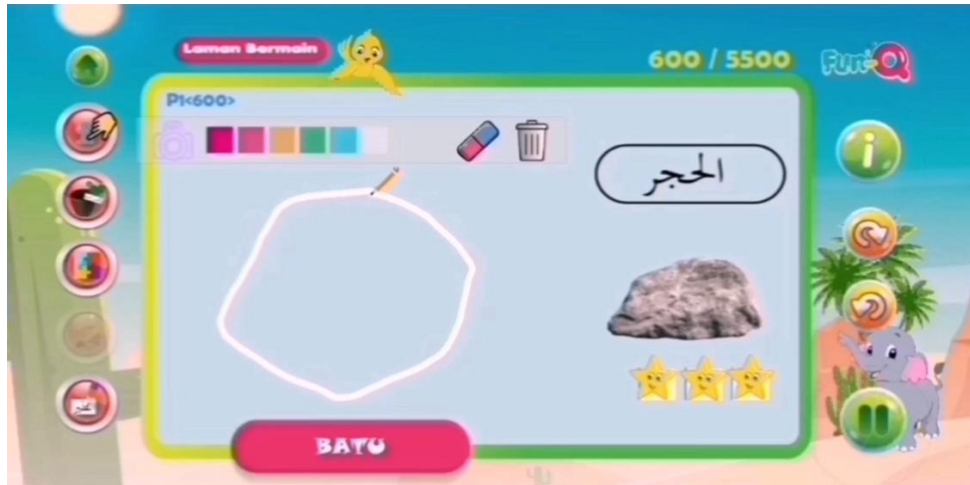 Laman Bermain
600 / 5500
Fun-Q
P1<600>
i
الحجر
BATU